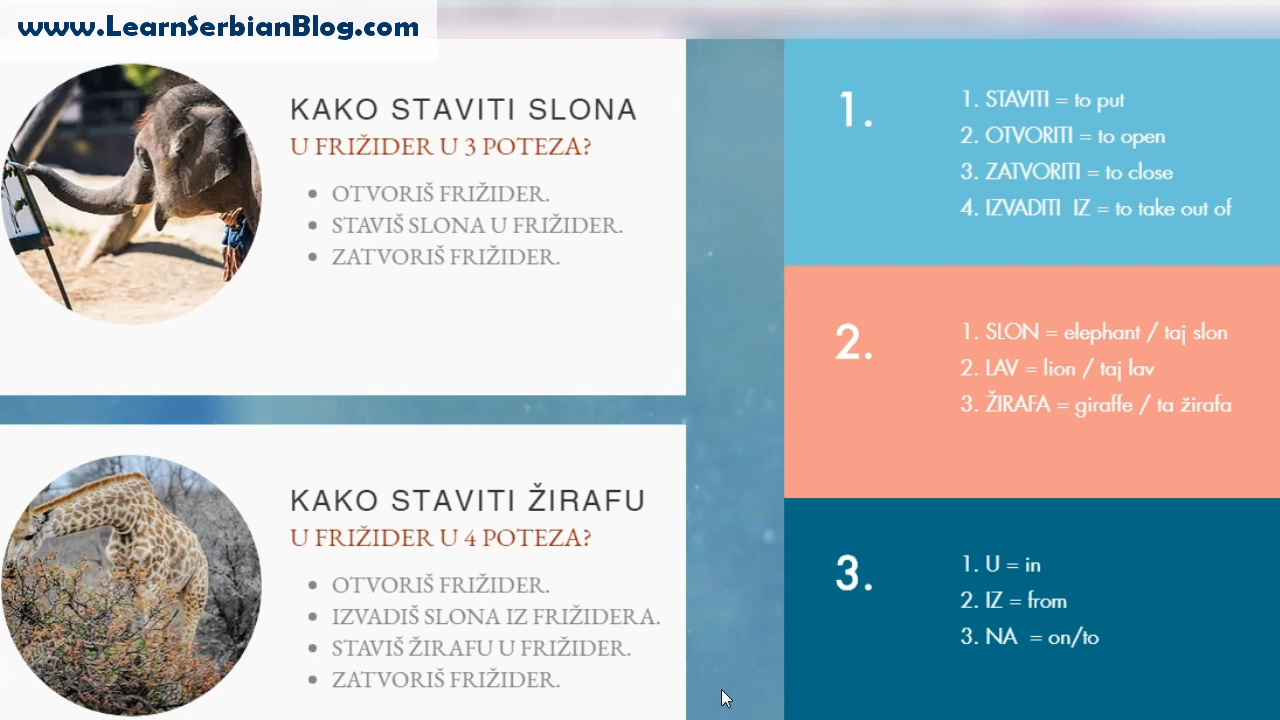 www.LearnSerbianBlog.com
KAKO STAVITI SLONA
U FRIŽIDER U 3 POTEZA?
• OTVORIŠ FRIŽIDER.
• STAVIŠ SLONA U FRIŽIDER.
• ZATVORIŠ FRIŽIDER.
KAKO STAVITI ŽIRAFU
U FRIŽIDER U 4 POTEZA?
• OTVORIŠ FRIŽIDER.
• IZVADIŠ SLONA IZ FRIŽIDERA.
• STAVIŠ ŽIRAFU U FRIŽIDER.
• ZATVORIŠ FRIŽIDER.
1.
1. STAVITI = to put
2. OTVORITI = to open
3. ZATVORITI = to close
4. IZVADITI IZ = to take out of
2.
1. SLON = elephant / taj slon
2. LAV = lion / taj lav
3. ŽIRAFA = giraffe / ta žirafa
3.
1. U = in
2. IZ = from
3. NA = on/to